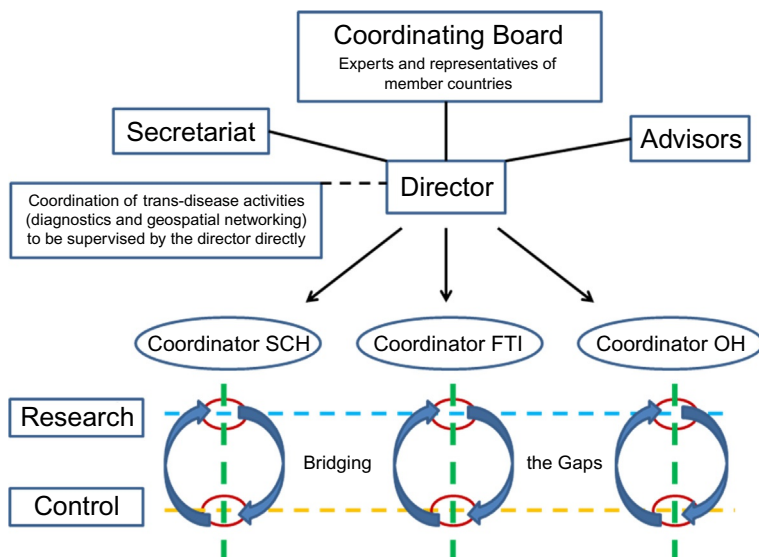 Coordinating Board
Experts and representatives of
member countries
Secretariat
Advisors
Director
Coordination of trans-disease activities
(diagnostics and geospatial networking)
to be supervised by the director directly
Coordinator SCH
Coordinator FTI
Coordinator OH
Research
Bridging
the Gaps
Control